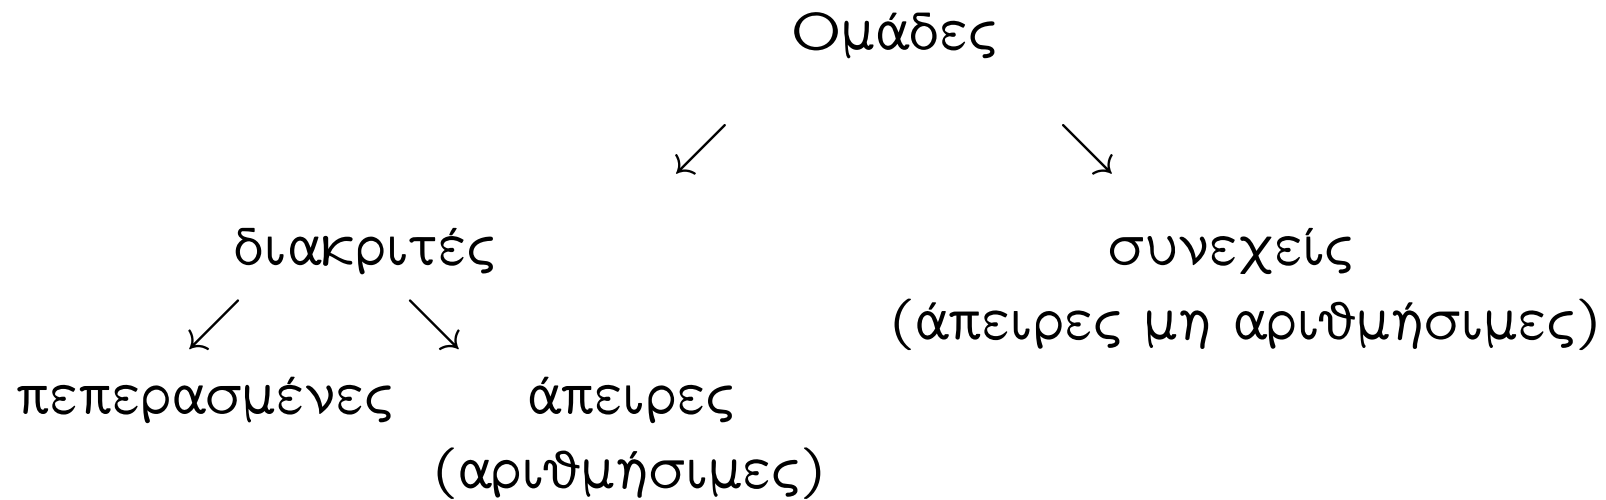 Ομάδες
διακριτές
συνεχείς
(άπειρες μη αριθμήσιμες)
πεπερασμένες
άπειρες
(αριθμήσιμες)